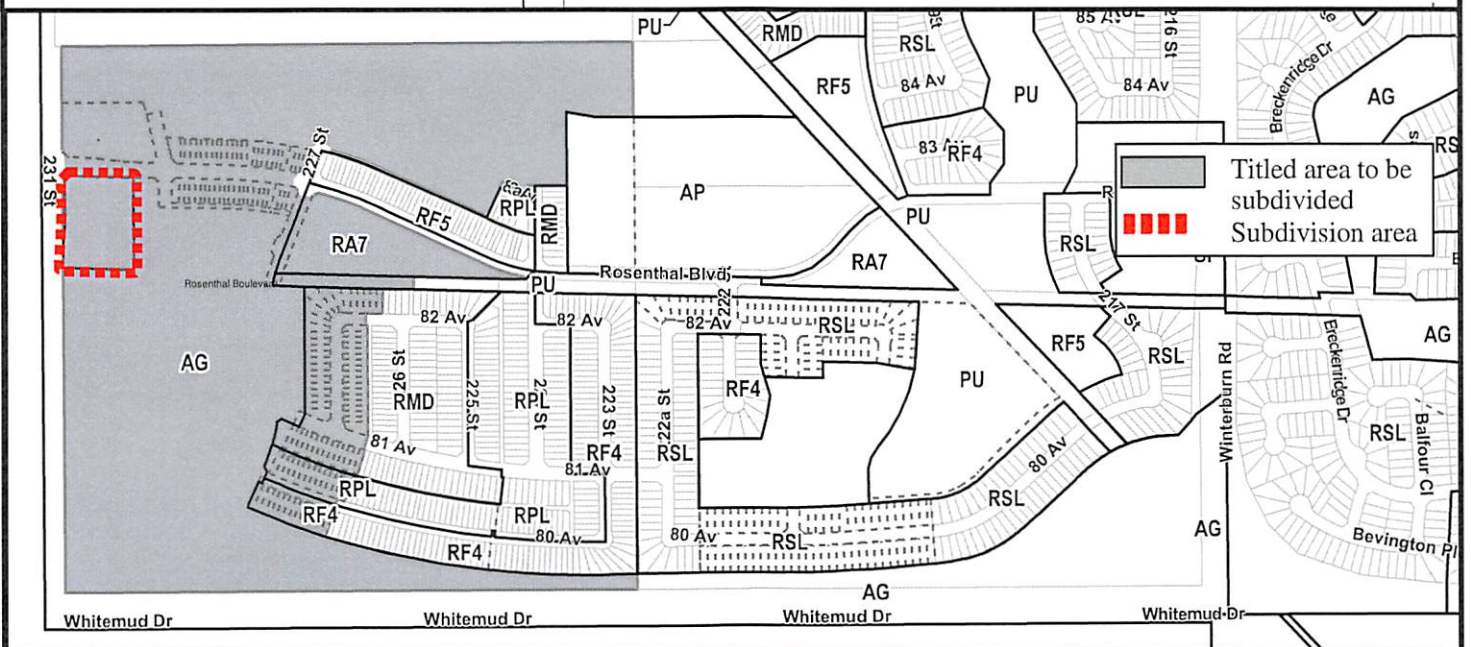 PU
RMD
RSL
85 Av
216 St
84 Av
84 Av
RF5
PU
Breckenridge Dr
AG
83 Av
RF4
227 St
231 St
Titled area to be
subdivided
Subdivision area
AP
RPL
RMD
RF5
PU
RSL
RA7
RA7
Rosenthal Blvd
Rosenthal Boulevar
PU
82 Av
82 Av
82 Av
RSL
217 St
RF5
RSL
AG
AG
226 St
RMD
225 St
RPL
223 St
RF4
RSL
RF4
PU
Winterburn Rd
Breckenridge Dr
RSL
Balfour Cl
81 Av
81 Av
80 Av
RPL
RPL
RF4
RF4
80 Av
80 Av
RSL
RSL
AG
Bevington Pl
AG
Whitemud Dr
Whitemud Dr
Whitemud Dr
Whitemud Dr